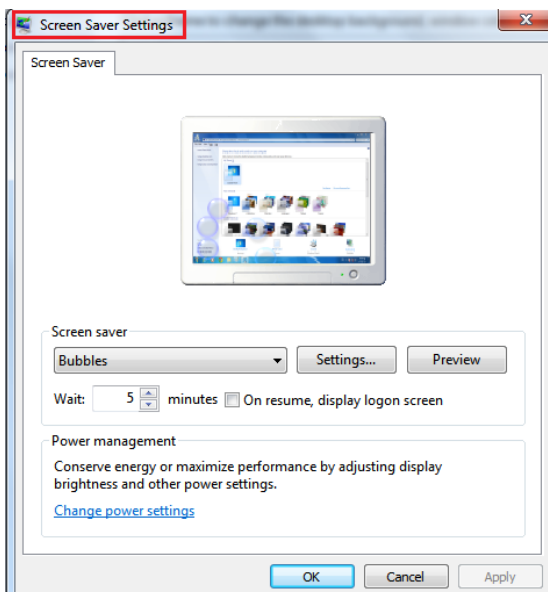 Screen Saver Settings
Screen Saver
Screen saver
Bubbles
Settings...
Preview
Wait:
5
minutes
On resume, display logon screen
Power management
Conserve energy or maximize performance by adjusting display
brightness and other power settings.
Change power settings
OK
Cancel
Apply